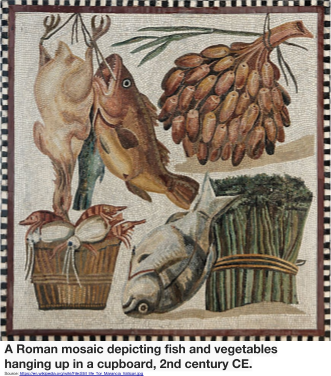 A Roman mosaic depicting fish and vegetables
hanging up in a cupboard, 2nd century CE.